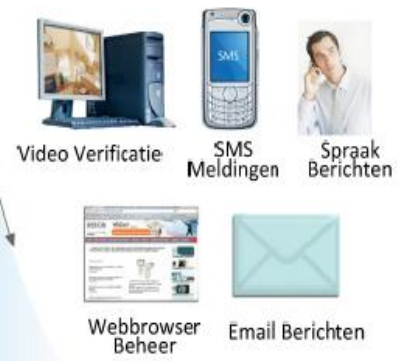 SMS
Video Verificatie
SMS
Meldingen
Spraak
Berichten
Webbrowser
Beheer
Email Berichten